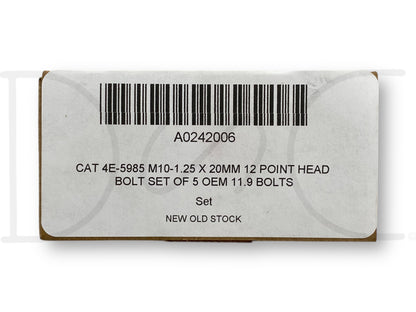 A0242006
CAT 4E-5985 M10-1.25 X 20MM 12 POINT HEAD
BOLT SET OF 5 OEM 11.9 BOLTS
Set
NEW OLD STOCK